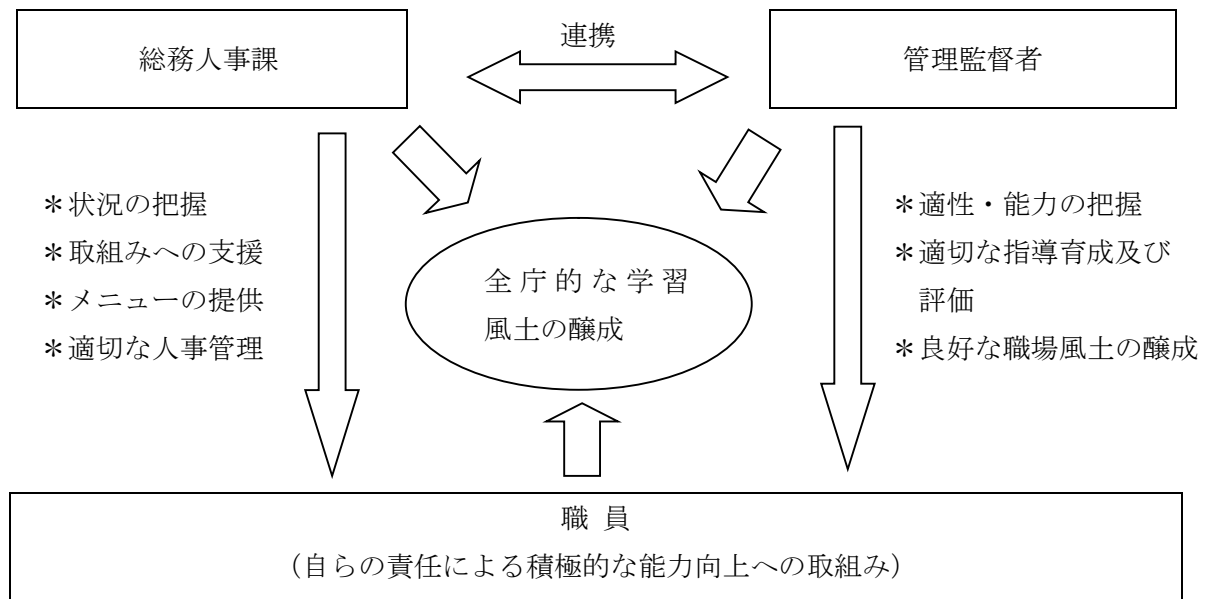 総務人事課
連携
管理監督者
＊状況の把握
＊取組みへの支援
＊メニューの提供
＊適切な人事管理
全庁的な学習
風土の醸成
＊適性・能力の把握
＊適切な指導育成及び
評価
＊良好な職場風土の醸成
職 員
（自らの責任による積極的な能力向上への取組み）